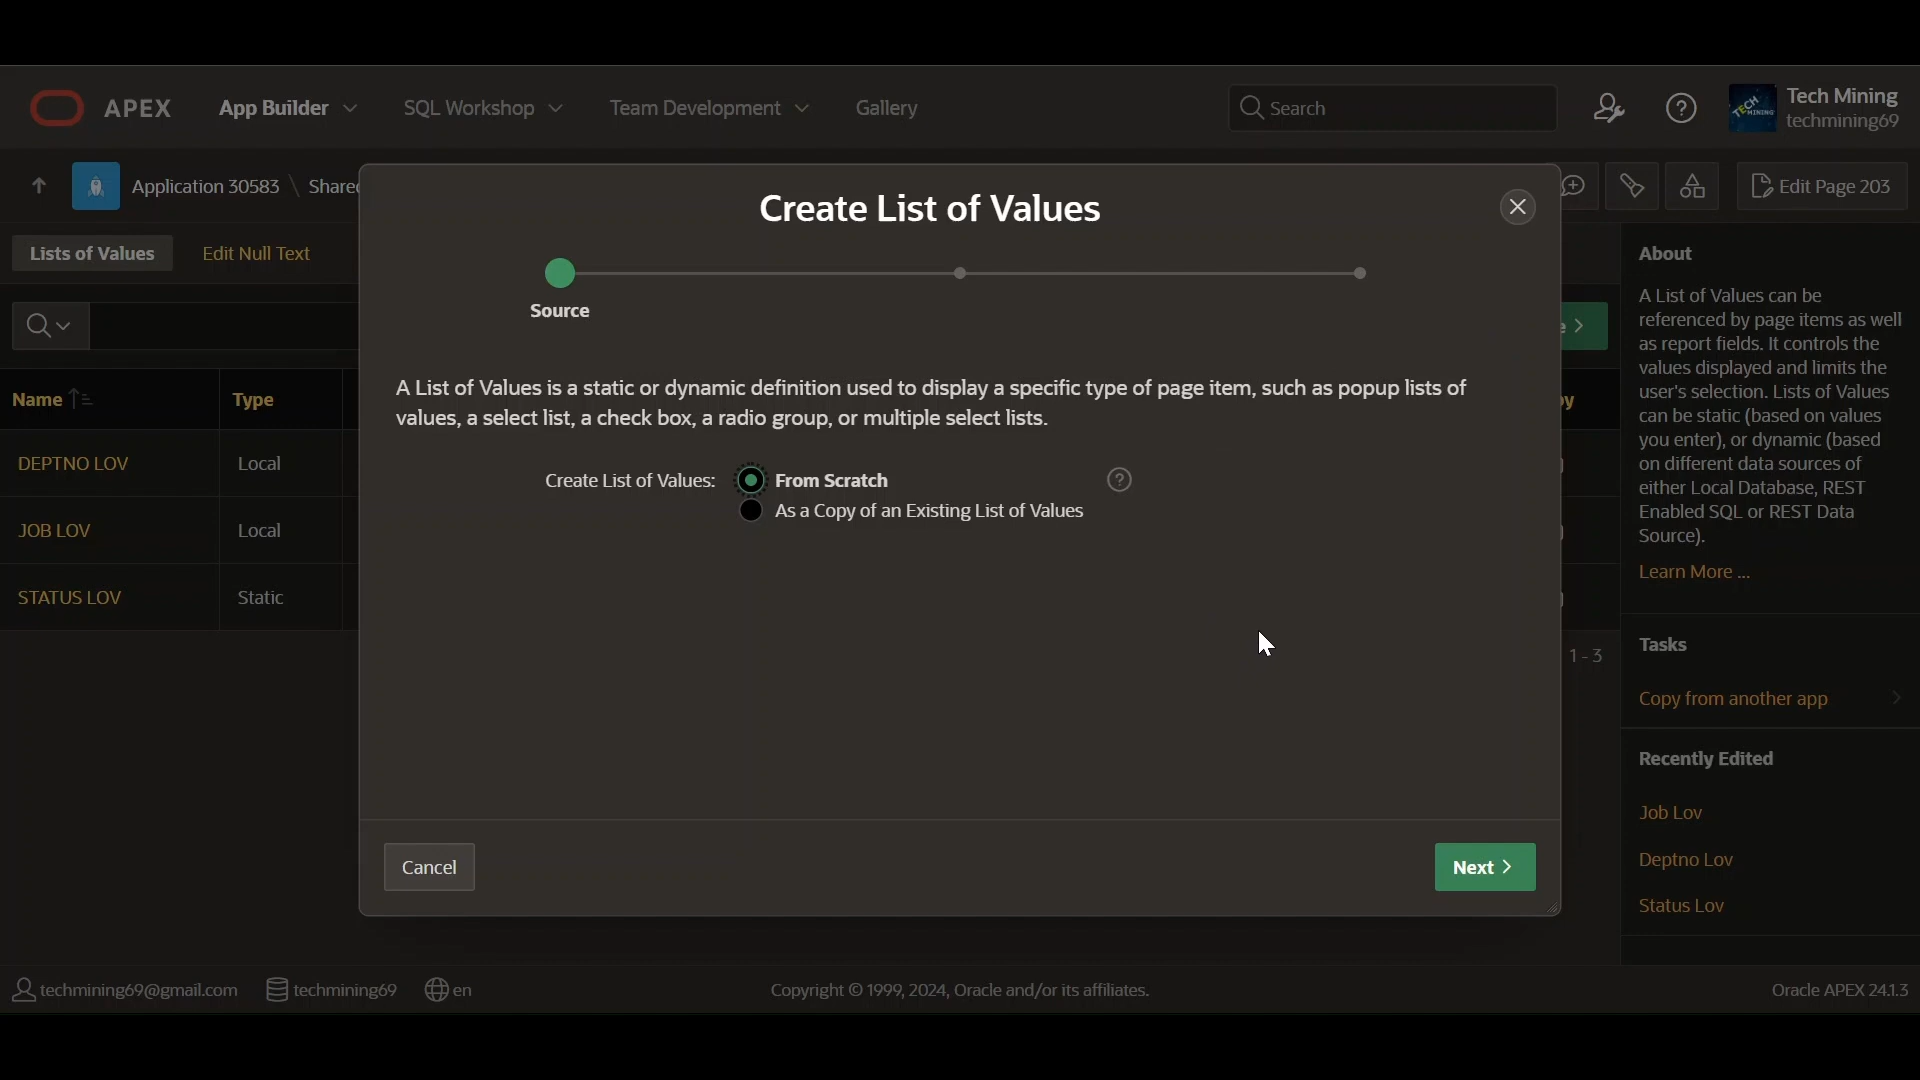 APEX App Builder SQL Workshop Team Development Gallery Search Tech Mining
techmining69
Application 30583 \ Share Edit Page 203
Create List of Values
Lists of Values Edit Null Text
Source
About
A List of Values can be
referenced by page items as well
as report fields. It controls the
values displayed and limits the
user's selection. Lists of Values
can be static (based on values
you enter), or dynamic (based
on different data sources of
either Local Database, REST
Enabled SQL or REST Data
Source).
Learn More ...
Name Type
A List of Values is a static or dynamic definition used to display a specific type of page item, such as popup lists of
values, a select list, a check box, a radio group, or multiple select lists.
DEPTNO LOV Local
JOB LOV Local
STATUS LOV Static
Create List of Values: From Scratch
As a Copy of an Existing List of Values
1 - 3
Tasks
Copy from another app
Recently Edited
Job Lov
Deptno Lov
Status Lov
Cancel Next
techmining69@gmail.com techmining69 en Copyright © 1999, 2024, Oracle and/or its affiliates. Oracle APEX 24.1.3